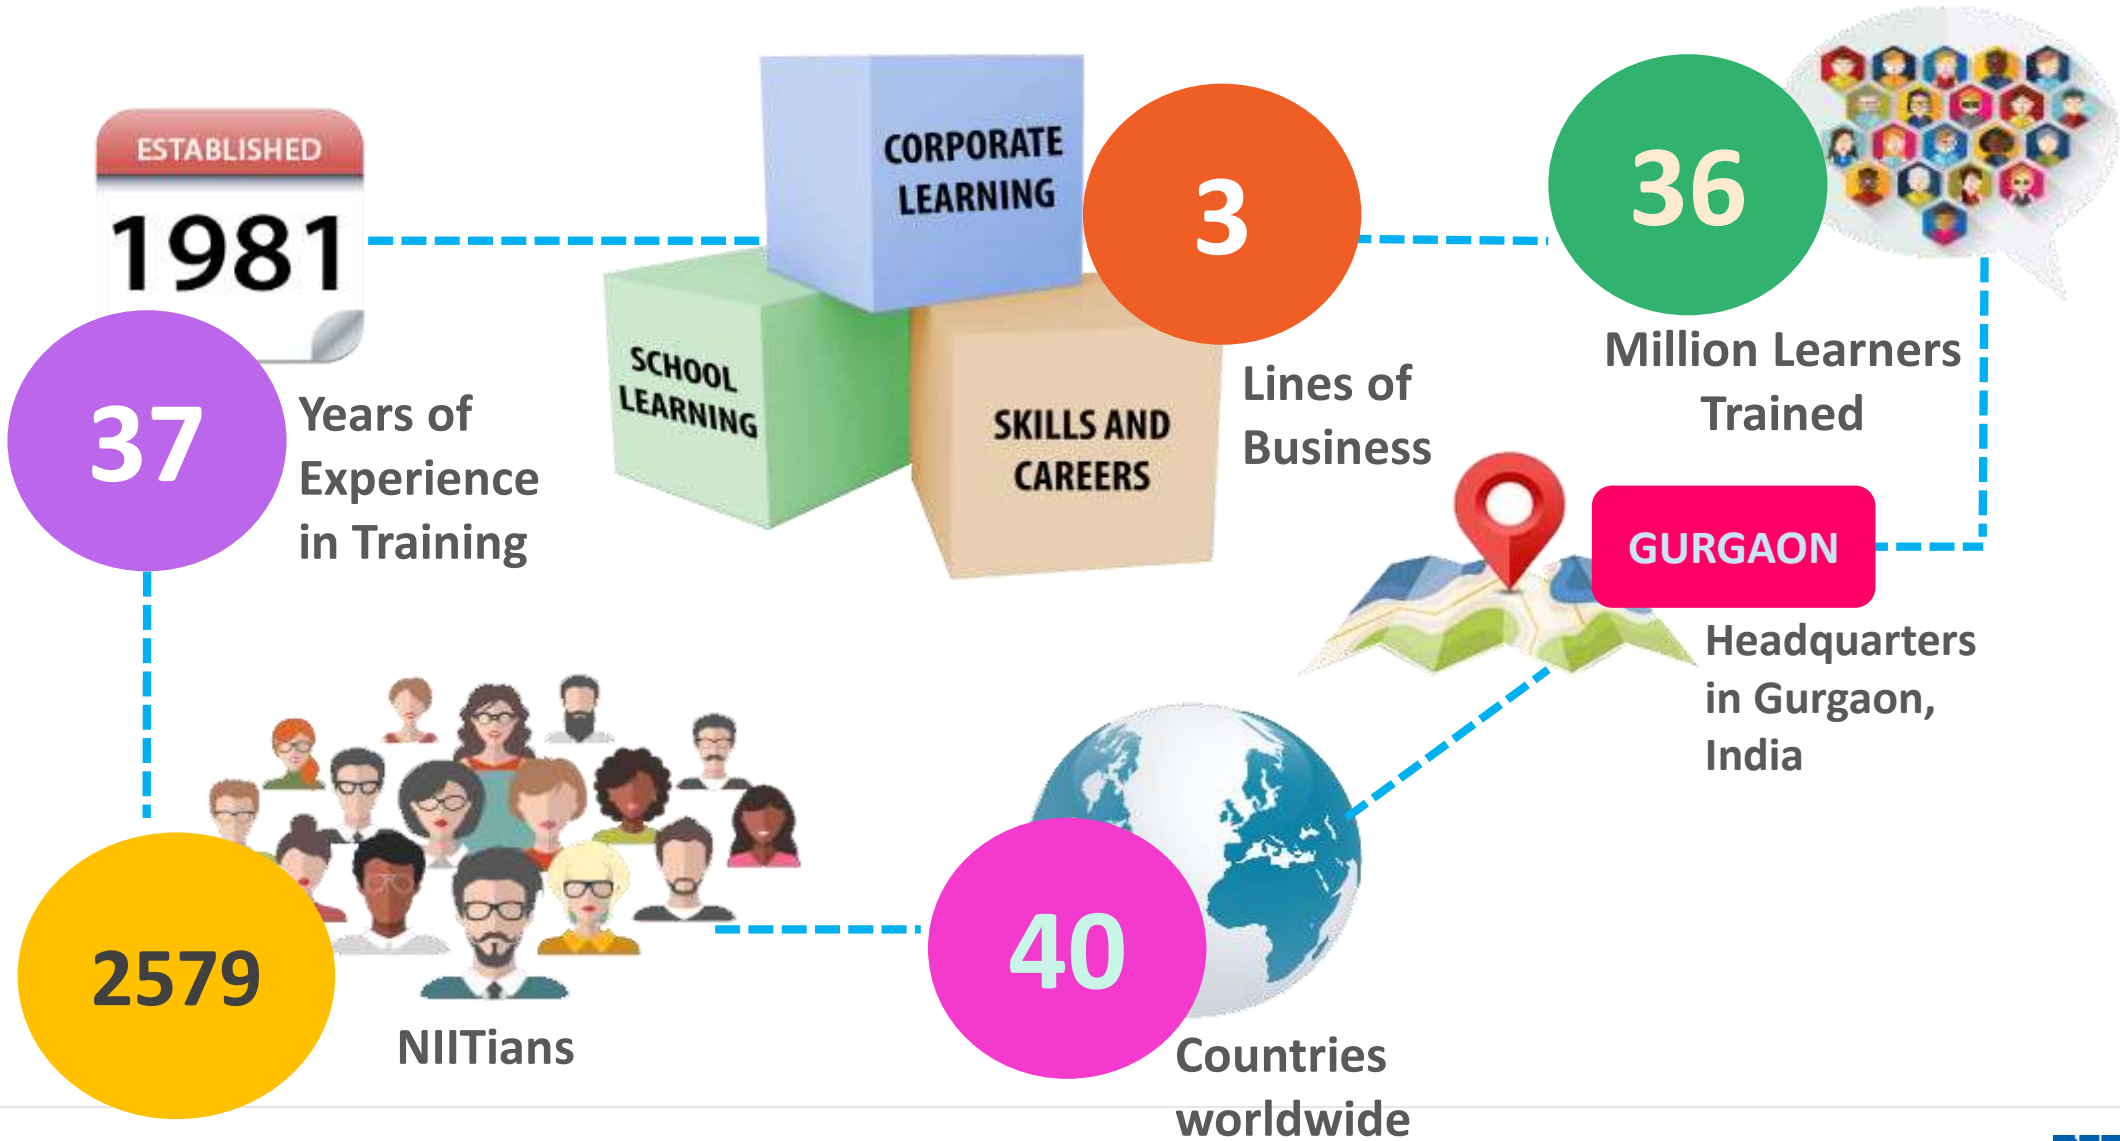 ESTABLISHED
1981
37
Years of
Experience
in Training
CORPORATE
LEARNING
SCHOOL
LEARNING
SKILLS AND
CAREERS
3
Lines of
Business
36
Million Learners
Trained
GURGAON
Headquarters
in Gurgaon,
India
40
Countries
worldwide
2579
NIITians